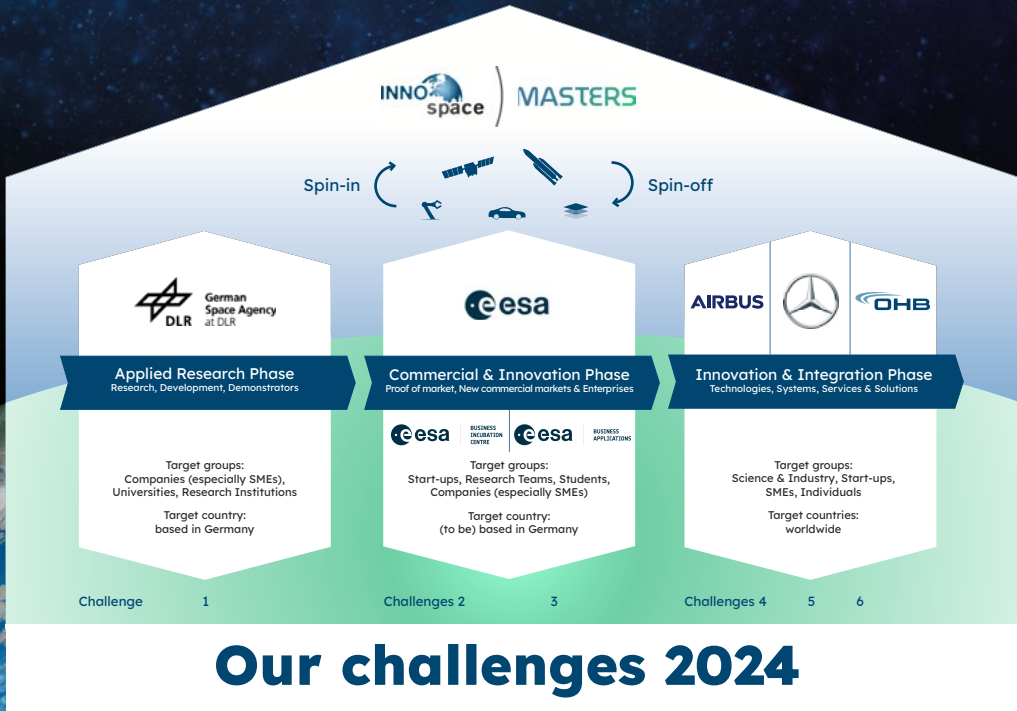 INNO
space
MASTERS
Spin-in
Spin-off
DLR
German
Space Agency
at DLR
esa
AIRBUS
OHB
Applied Research Phase
Research, Development, Demonstrators
Commercial & Innovation Phase
Proof of market, New commercial markets & Enterprises
Innovation & Integration Phase
Technologies, Systems, Services & Solutions
esa
BUSINESS
INCUBATION
CENTRE
esa
BUSINESS
APPLICATIONS
Target groups:
Companies (especially SMEs),
Universities, Research Institutions
Target country:
based in Germany
Target groups:
Start-ups, Research Teams, Students,
Companies (especially SMEs)
Target country:
(to be) based in Germany
Target groups:
Science & Industry, Start-ups,
SMEs, Individuals
Target countries:
worldwide
Challenge 1
Challenges 2 3
Challenges 4 5 6
Our challenges 2024